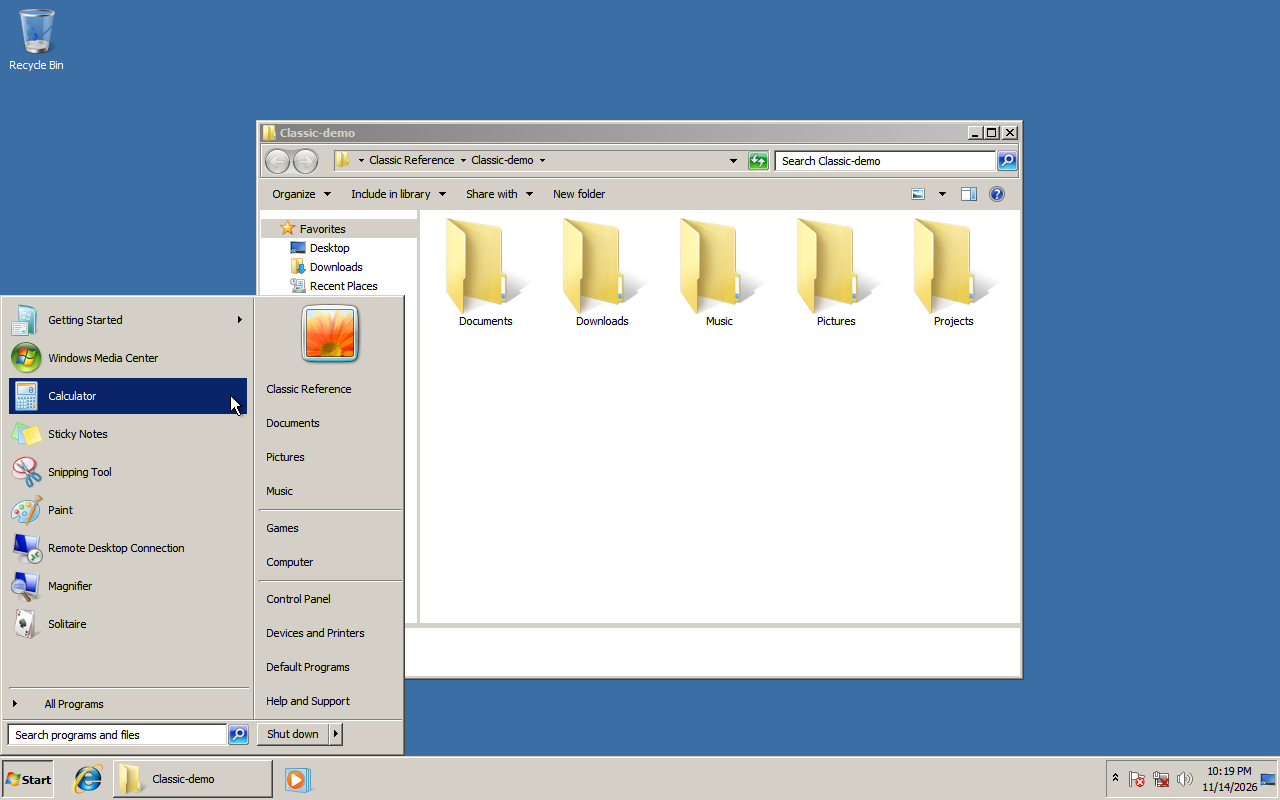 Recycle Bin
Classic-demo
Classic Reference Classic-demo
Search Classic-demo
Organize Include in library Share with New folder
Favorites
Desktop
Downloads
Recent Places
Documents Downloads Music Pictures Projects
Getting Started
Windows Media Center
Calculator
Sticky Notes
Snipping Tool
Paint
Remote Desktop Connection
Magnifier
Solitaire
All Programs
Search programs and files
Classic Reference
Documents
Pictures
Music
Games
Computer
Control Panel
Devices and Printers
Default Programs
Help and Support
Shut down
Start
Classic-demo
10:19 PM
11/14/2026